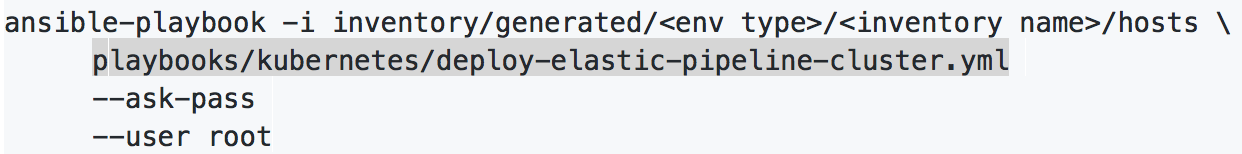 ansible-playbook -i inventory/generated/<env type>/<inventory name>/hosts \
playbooks/kubernetes/deploy-elastic-pipeline-cluster.yml
--ask-pass
--user root